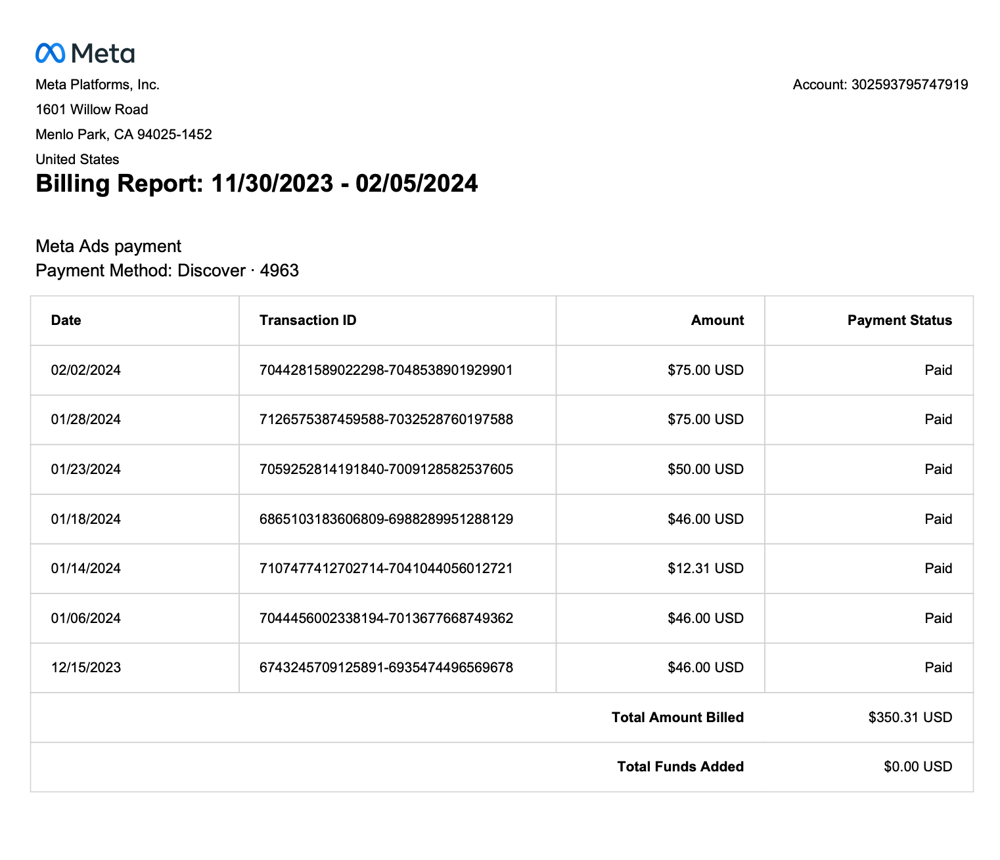 Meta
Meta Platforms, Inc.
Account: 302593795747919
1601 Willow Road
Menlo Park, CA 94025-1452
United States
Billing Report: 11/30/2023 - 02/05/2024
Meta Ads payment
Payment Method: Discover · 4963
Date Transaction ID Amount Payment Status
02/02/2024 7044281589022298-7048538901929901 $75.00 USD Paid
01/28/2024 7126575387459588-7032528760197588 $75.00 USD Paid
01/23/2024 7059252814191840-7009128582537605 $50.00 USD Paid
01/18/2024 6865103183606809-6988289951288129 $46.00 USD Paid
01/14/2024 7107477412702714-7041044056012721 $12.31 USD Paid
01/06/2024 7044456002338194-7013677668749362 $46.00 USD Paid
12/15/2023 6743245709125891-6935474496569678 $46.00 USD Paid
Total Amount Billed $350.31 USD
Total Funds Added $0.00 USD